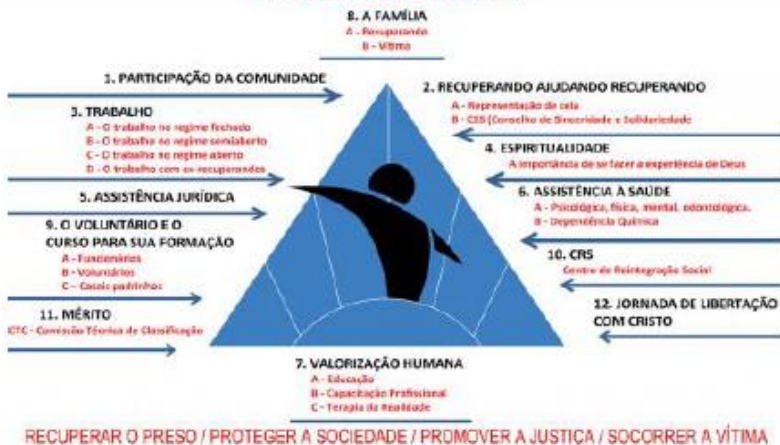 8. A FAMÍLIA
A - Recuperando
B - Vítima
1. PARTICIPAÇÃO DA COMUNIDADE
2. RECUPERANDO AJUDANDO RECUPERANDO
A - Representação de cela
B - CSS (Conselho de Sinceridade e Solidariedade
3. TRABALHO
A - O trabalho no regime fechado
B - O trabalho no regime semiaberto
C - O trabalho no regime aberto
D - O trabalho com ex-recuperandos
4. ESPIRITUALIDADE
A importância de se fazer a experiência de Deus
5. ASSISTÊNCIA JURÍDICA
6. ASSISTÊNCIA À SAÚDE
A - Psicológica, física, mental, odontológica.
B - Dependência Química
9. O VOLUNTÁRIO E O
CURSO PARA SUA FORMAÇÃO
A - Funcionários
B - Voluntários
C - Casais padrinhos
10. CRS
Centro de Reintegração Social
11. MÉRITO
CTC - Comissão Técnica de Classificação
12. JORNADA DE LIBERTAÇÃO
COM CRISTO
7. VALORIZAÇÃO HUMANA
A - Educação
B - Capacitação Profissional
C - Terapia da Realidade
RECUPERAR O PRESO / PROTEGER A SOCIEDADE / PROMOVER A JUSTIÇA / SOCORRER A VÍTIMA